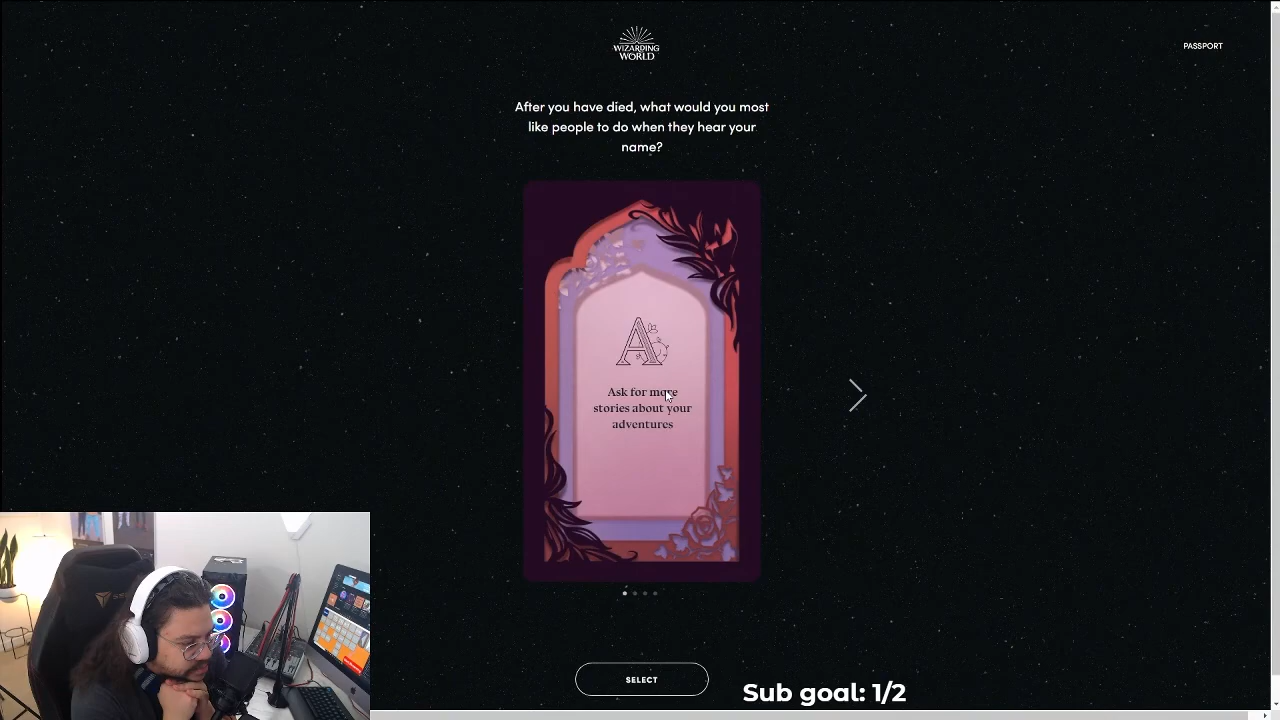 WIZARDING
WORLD
PASSPORT
After you have died, what would you most
like people to do when they hear your
name?
A
Ask for more
stories about your
adventures
SELECT
Sub goal: 1/2